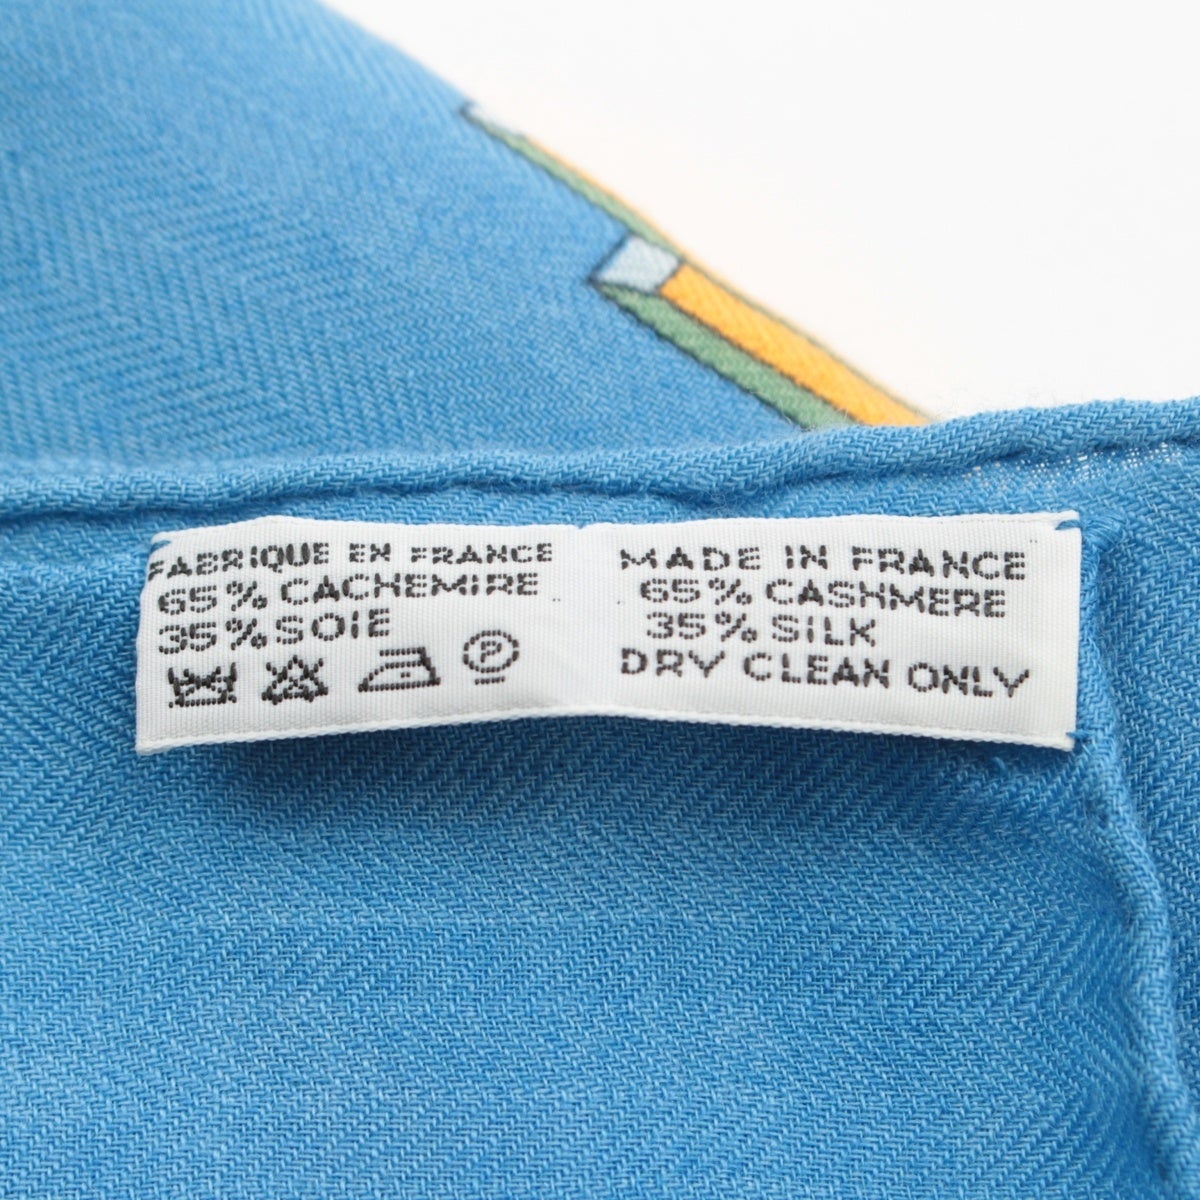 FABRIQUE EN FRANCE
65% CACHEMIRE
35% SOIE
P
MADE IN FRANCE
65% CASHMERE
35% SILK
DRY CLEAN ONLY